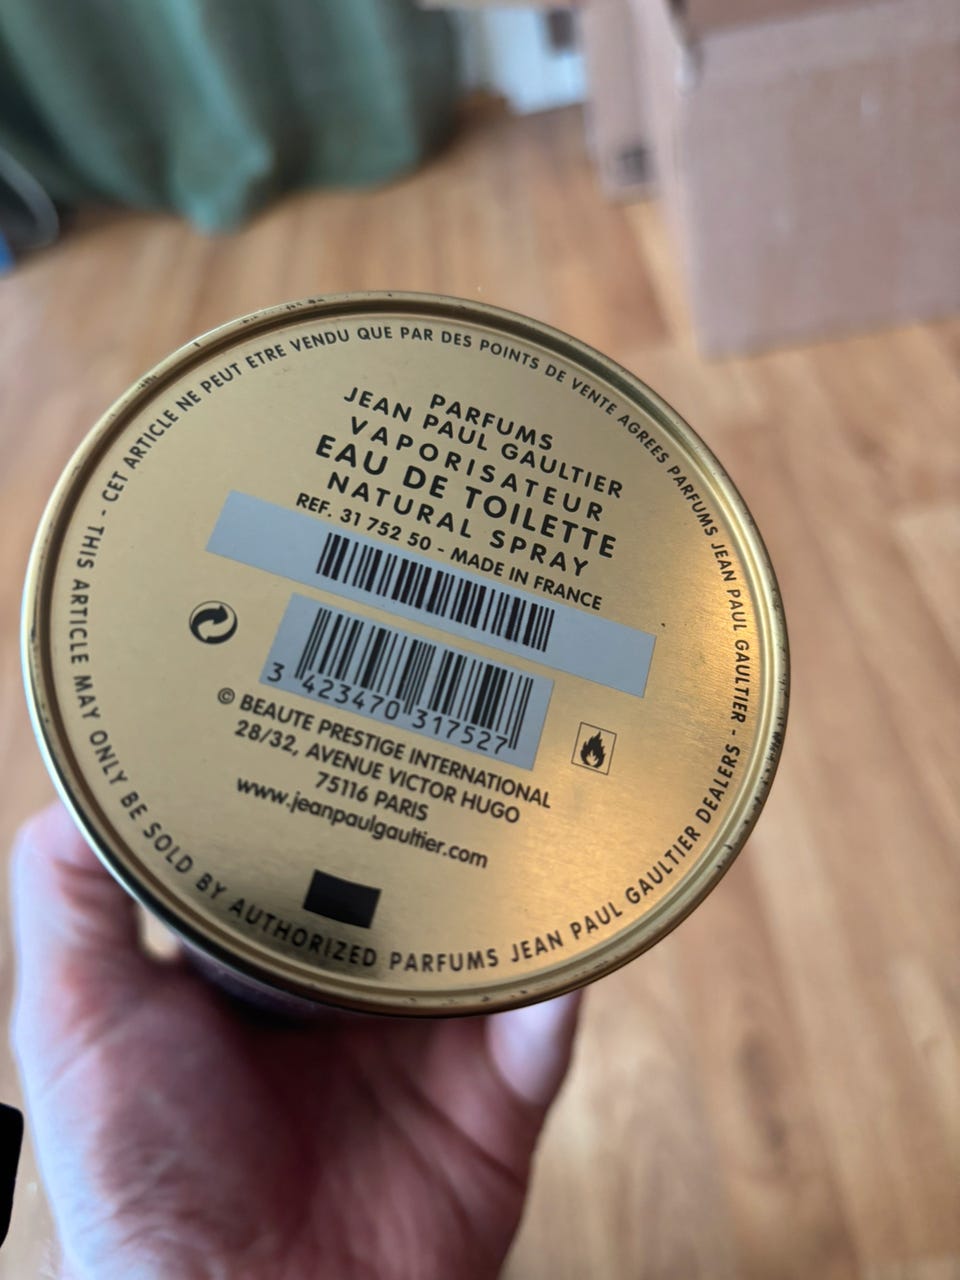 CET ARTICLE NE PEUT ETRE VENDU QUE PAR DES POINTS DE VENTE AGREES PARFUMS JEAN PAUL GAULTIER -
THIS ARTICLE MAY ONLY BE SOLD BY AUTHORIZED PARFUMS JEAN PAUL GAULTIER DEALERS -
PARFUMS
JEAN PAUL GAULTIER
VAPORISATEUR
EAU DE TOILETTE
NATURAL SPRAY
REF. 31 752 50 - MADE IN FRANCE
3 423470 317527
© BEAUTE PRESTIGE INTERNATIONAL
28/32, AVENUE VICTOR HUGO
75116 PARIS
www.jeanpaulgaultier.com